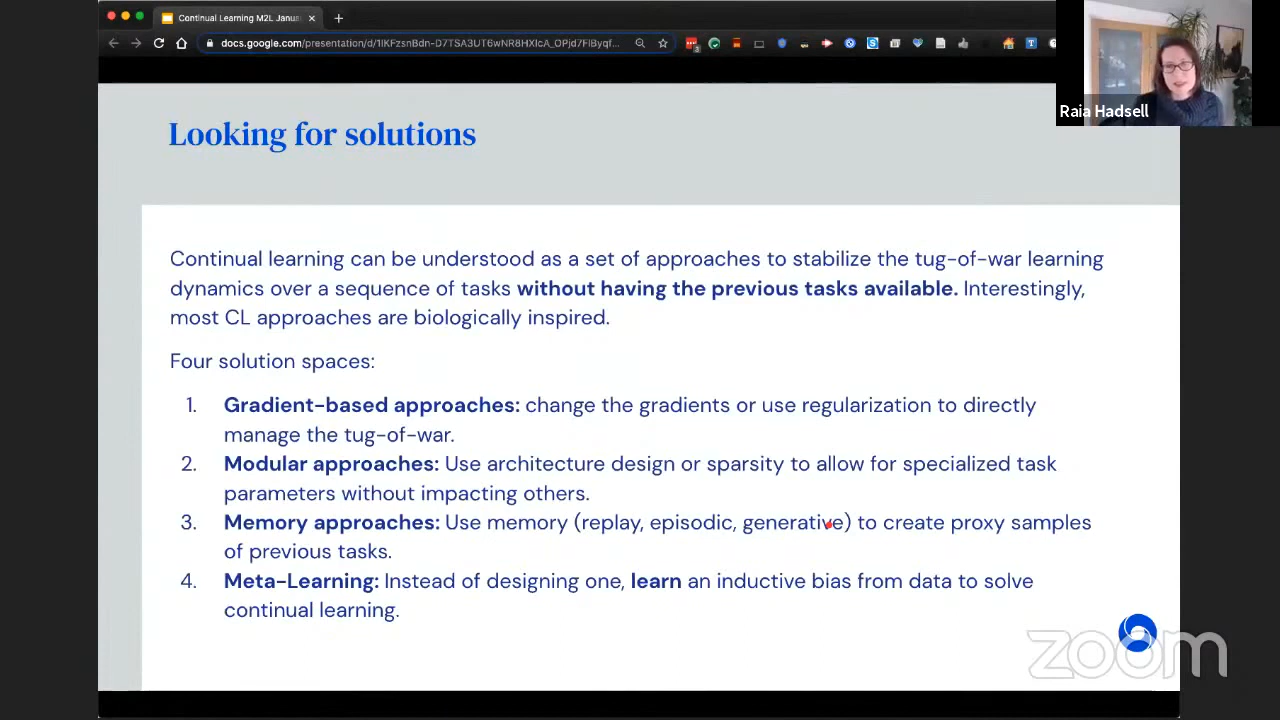 Continual Learning M2L Janua
docs.google.com/presentation/d/1IKFzsnBdn-D7TSA3UT6wNR8HXIcA_OPjd7FIByqf...
Raia Hadsell
Looking for solutions
Continual learning can be understood as a set of approaches to stabilize the tug-of-war learning
dynamics over a sequence of tasks without having the previous tasks available. Interestingly,
most CL approaches are biologically inspired.
Four solution spaces:
1. Gradient-based approaches: change the gradients or use regularization to directly
manage the tug-of-war.
2. Modular approaches: Use architecture design or sparsity to allow for specialized task
parameters without impacting others.
3. Memory approaches: Use memory (replay, episodic, generative) to create proxy samples
of previous tasks.
4. Meta-Learning: Instead of designing one, learn an inductive bias from data to solve
continual learning.
zoom